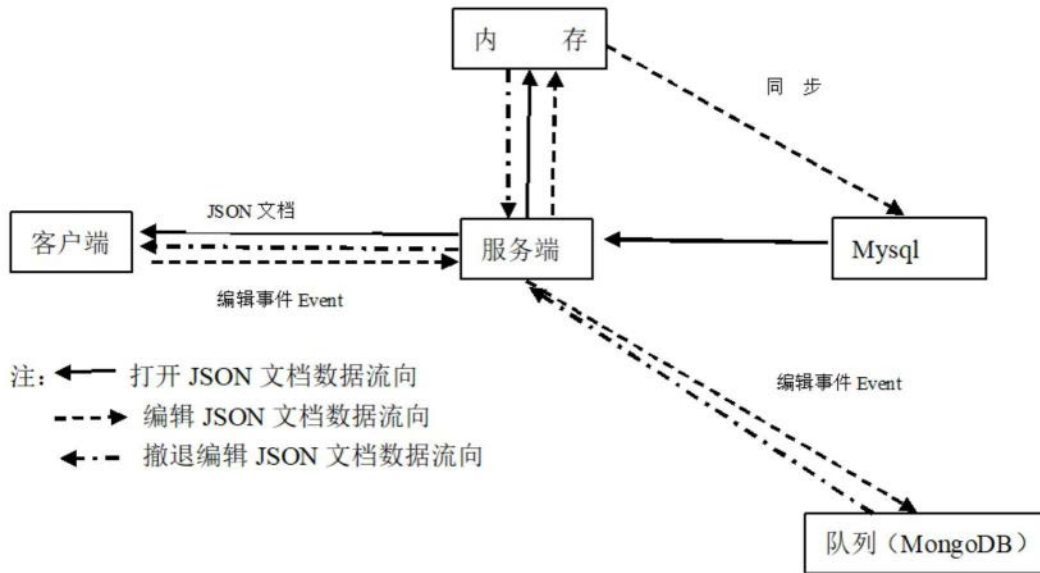 内 存
同 步
JSON 文档
客户端
服务端
Mysql
编辑事件 Event
注: 打开 JSON 文档数据流向
编辑 JSON 文档数据流向
撤退编辑 JSON 文档数据流向
编辑事件 Event
队列（MongoDB）